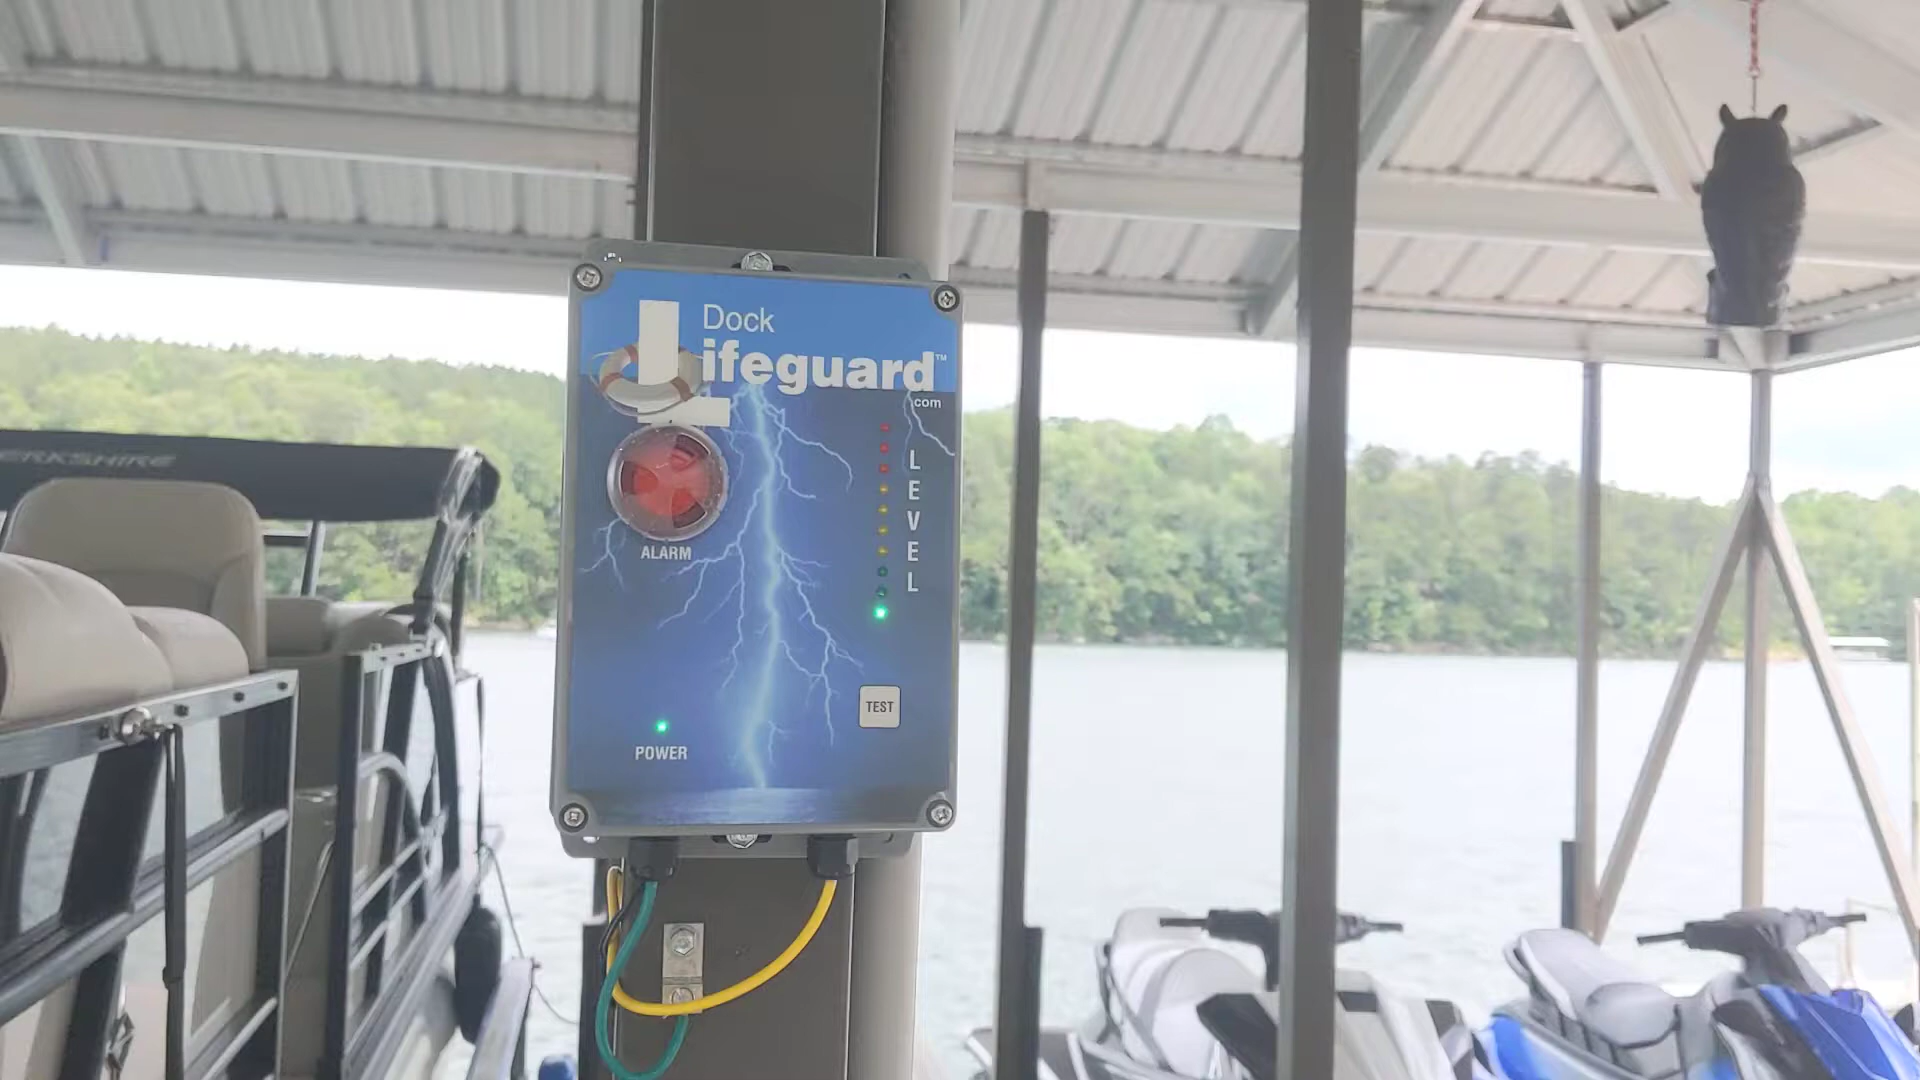 Dock
Lifeguard™
com
LEVEL
ALARM
TEST
POWER
ERKSHIRE